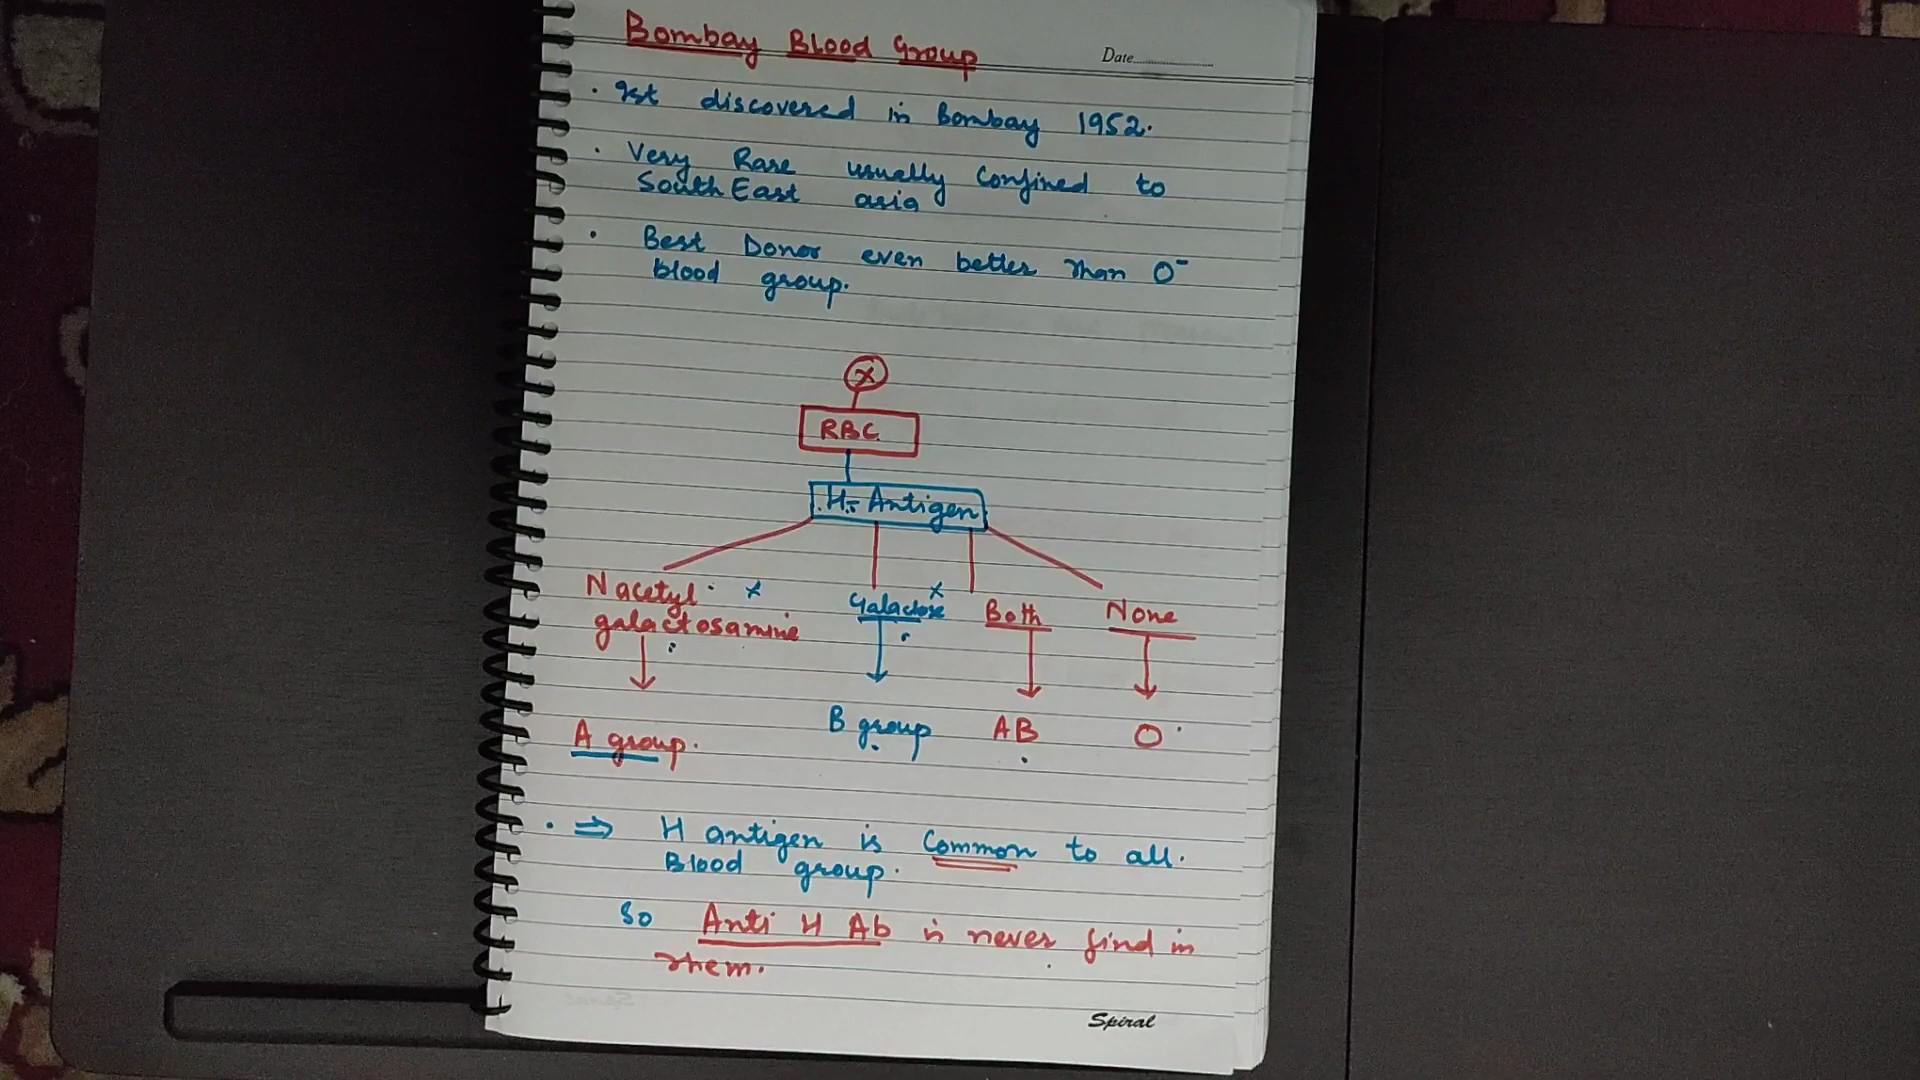 Bombay Blood Group
Date
· 1st discovered in Bombay 1952.
· Very Rare usually confined to
South East asia
· Best Donor even better than O⁻
blood group.
X
RBC
H- Antigen
N acetyl x Galactose x Both None
galactosamine
A group. B group AB O
· ⇒ H antigen is Common to all.
Blood group.
So Anti H Ab is never find in
them.
Spiral